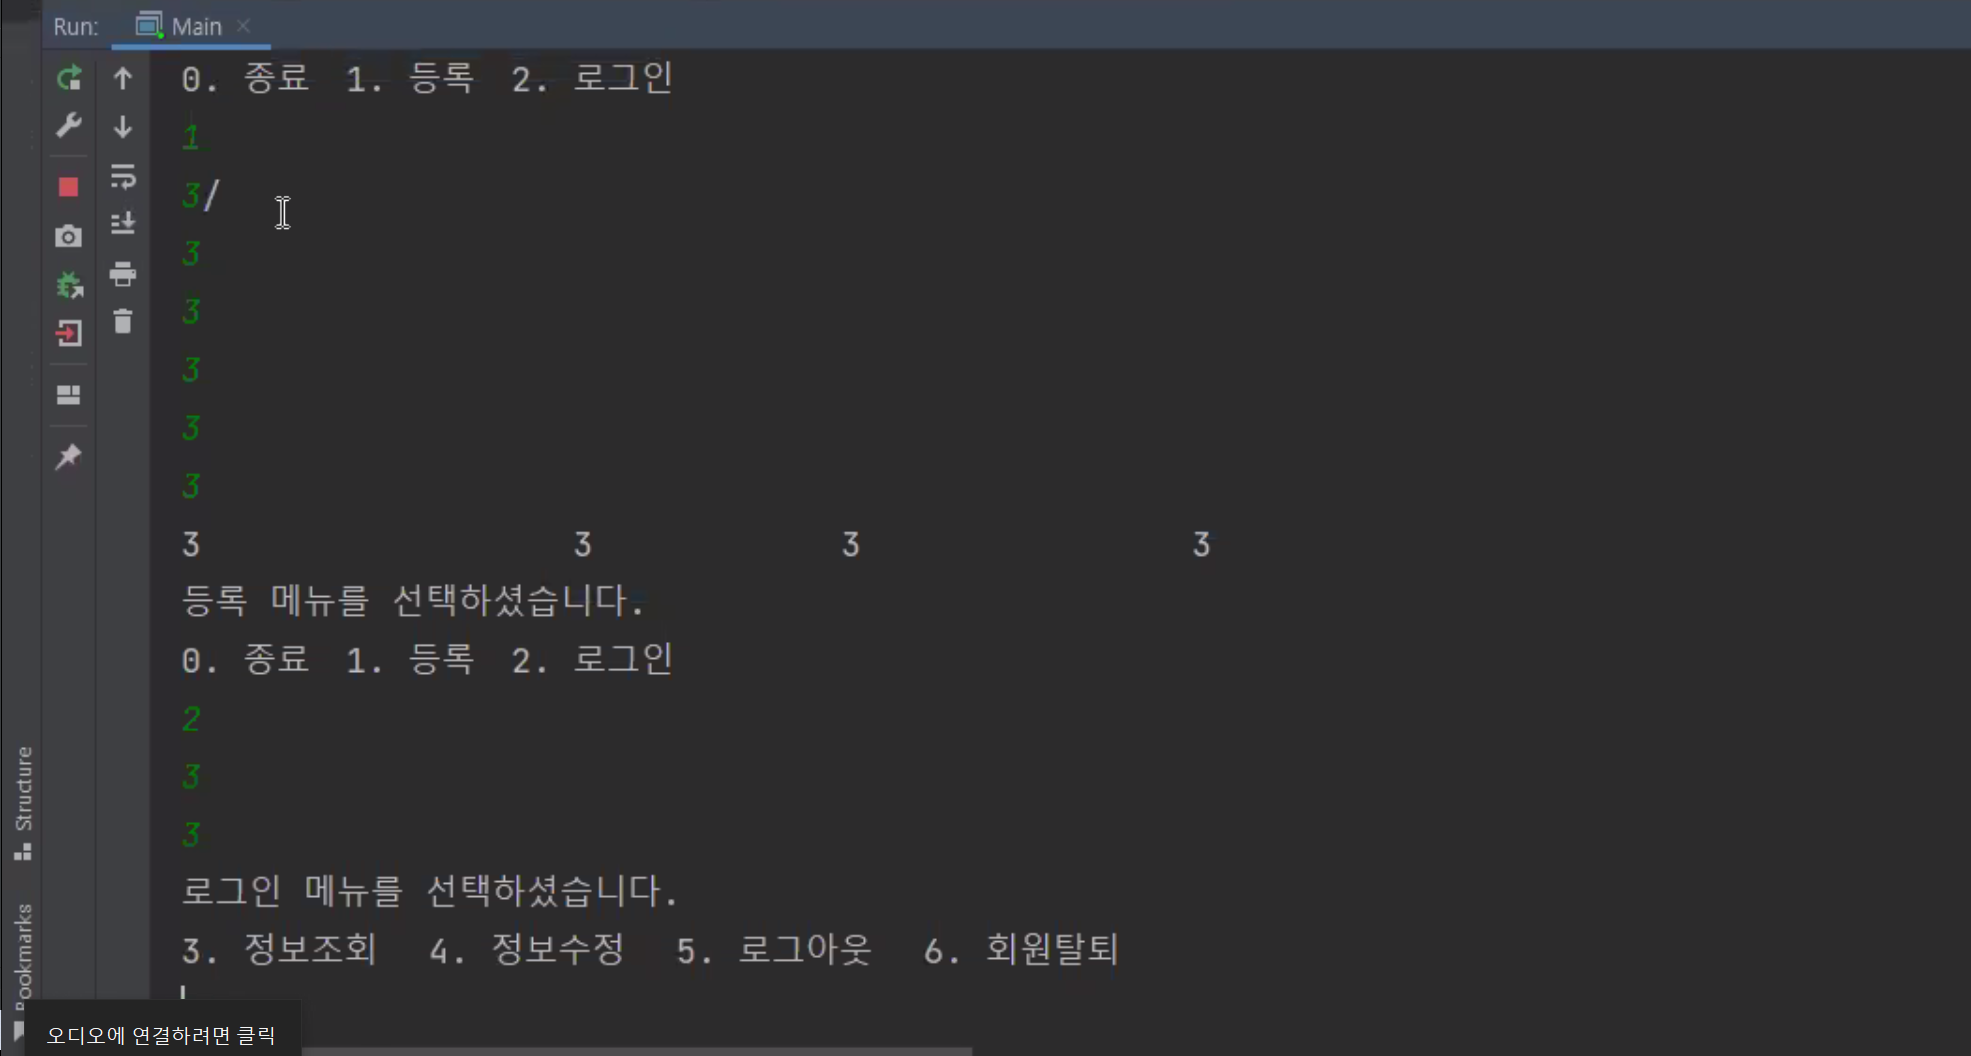 Run: Main
0. 종료 1. 등록 2. 로그인
1
3/
3
3
3
3
3
3 3 3 3
등록 메뉴를 선택하셨습니다.
0. 종료 1. 등록 2. 로그인
2
3
3
로그인 메뉴를 선택하셨습니다.
3. 정보조회 4. 정보수정 5. 로그아웃 6. 회원탈퇴
Structure
Bookmarks
오디오에 연결하려면 클릭